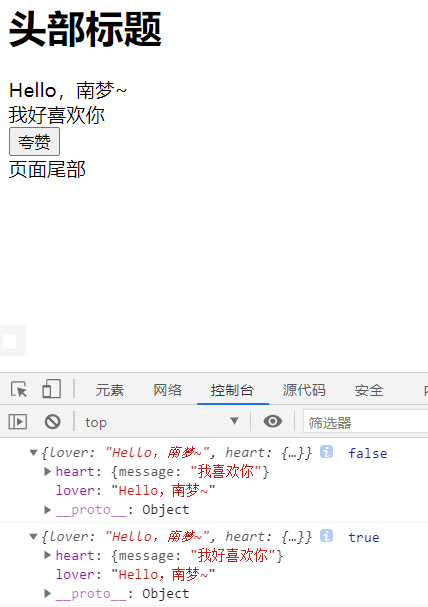 头部标题
Hello，南梦~
我好喜欢你
夸赞
页面尾部
元素 网络 控制台 源代码 安全
top 筛选器
{lover: "Hello，南梦~", heart: {…}} i false
heart: {message: "我喜欢你"}
lover: "Hello，南梦~"
__proto__: Object
{lover: "Hello，南梦~", heart: {…}} i true
heart: {message: "我好喜欢你"}
lover: "Hello，南梦~"
__proto__: Object